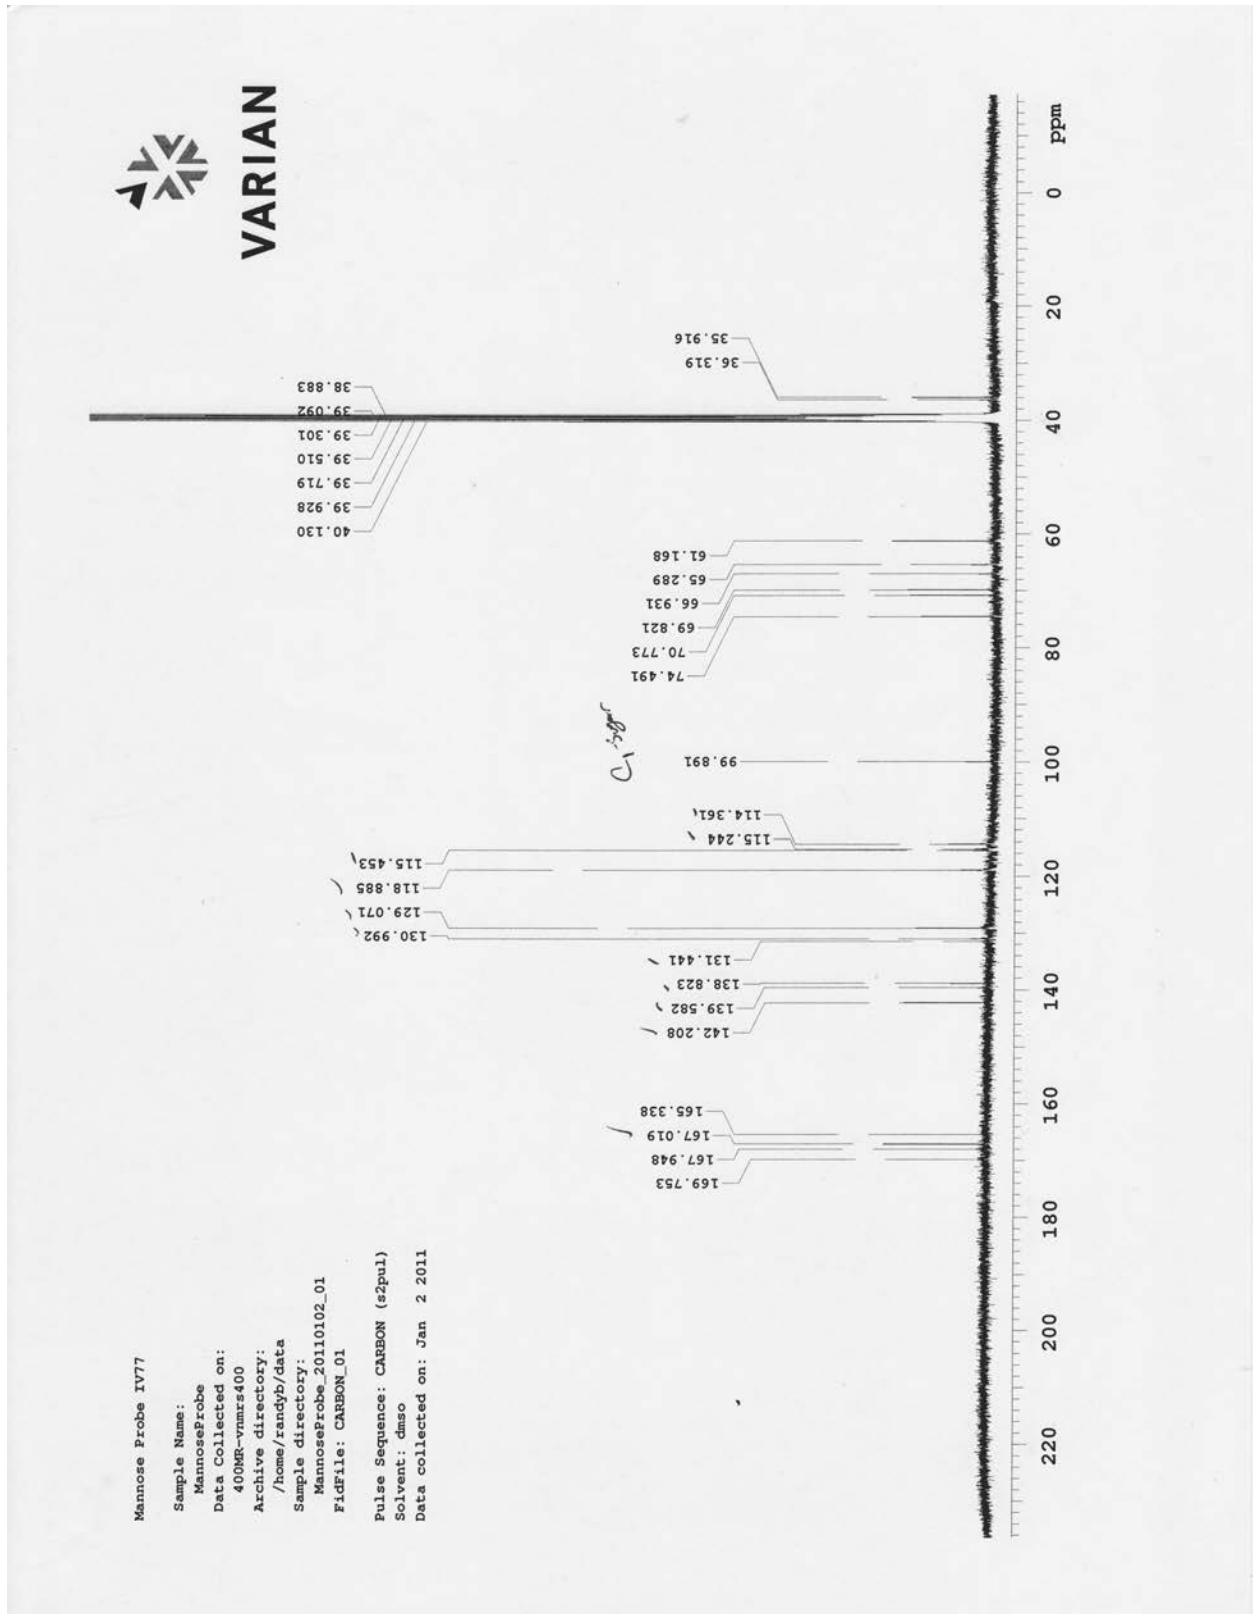 Mannose Probe IV77
Sample Name:
MannoseProbe
Data Collected on:
400MR-vnmrs400
Archive directory:
/home/randyb/data
Sample directory:
MannoseProbe_20110102_01
FidFile: CARBON_01
Pulse Sequence: CARBON (s2pul)
Solvent: dmso
Data collected on: Jan 2 2011
VARIAN
169.753
167.948
167.019
165.338
142.208
139.582
138.823
131.441
130.992
129.071
118.885
115.453
115.244
114.361
99.891
C1 sugar
74.491
70.773
69.821
66.931
65.289
61.168
40.130
39.928
39.719
39.510
39.301
39.092
38.883
36.319
35.916
220 200 180 160 140 120 100 80 60 40 20 0 ppm